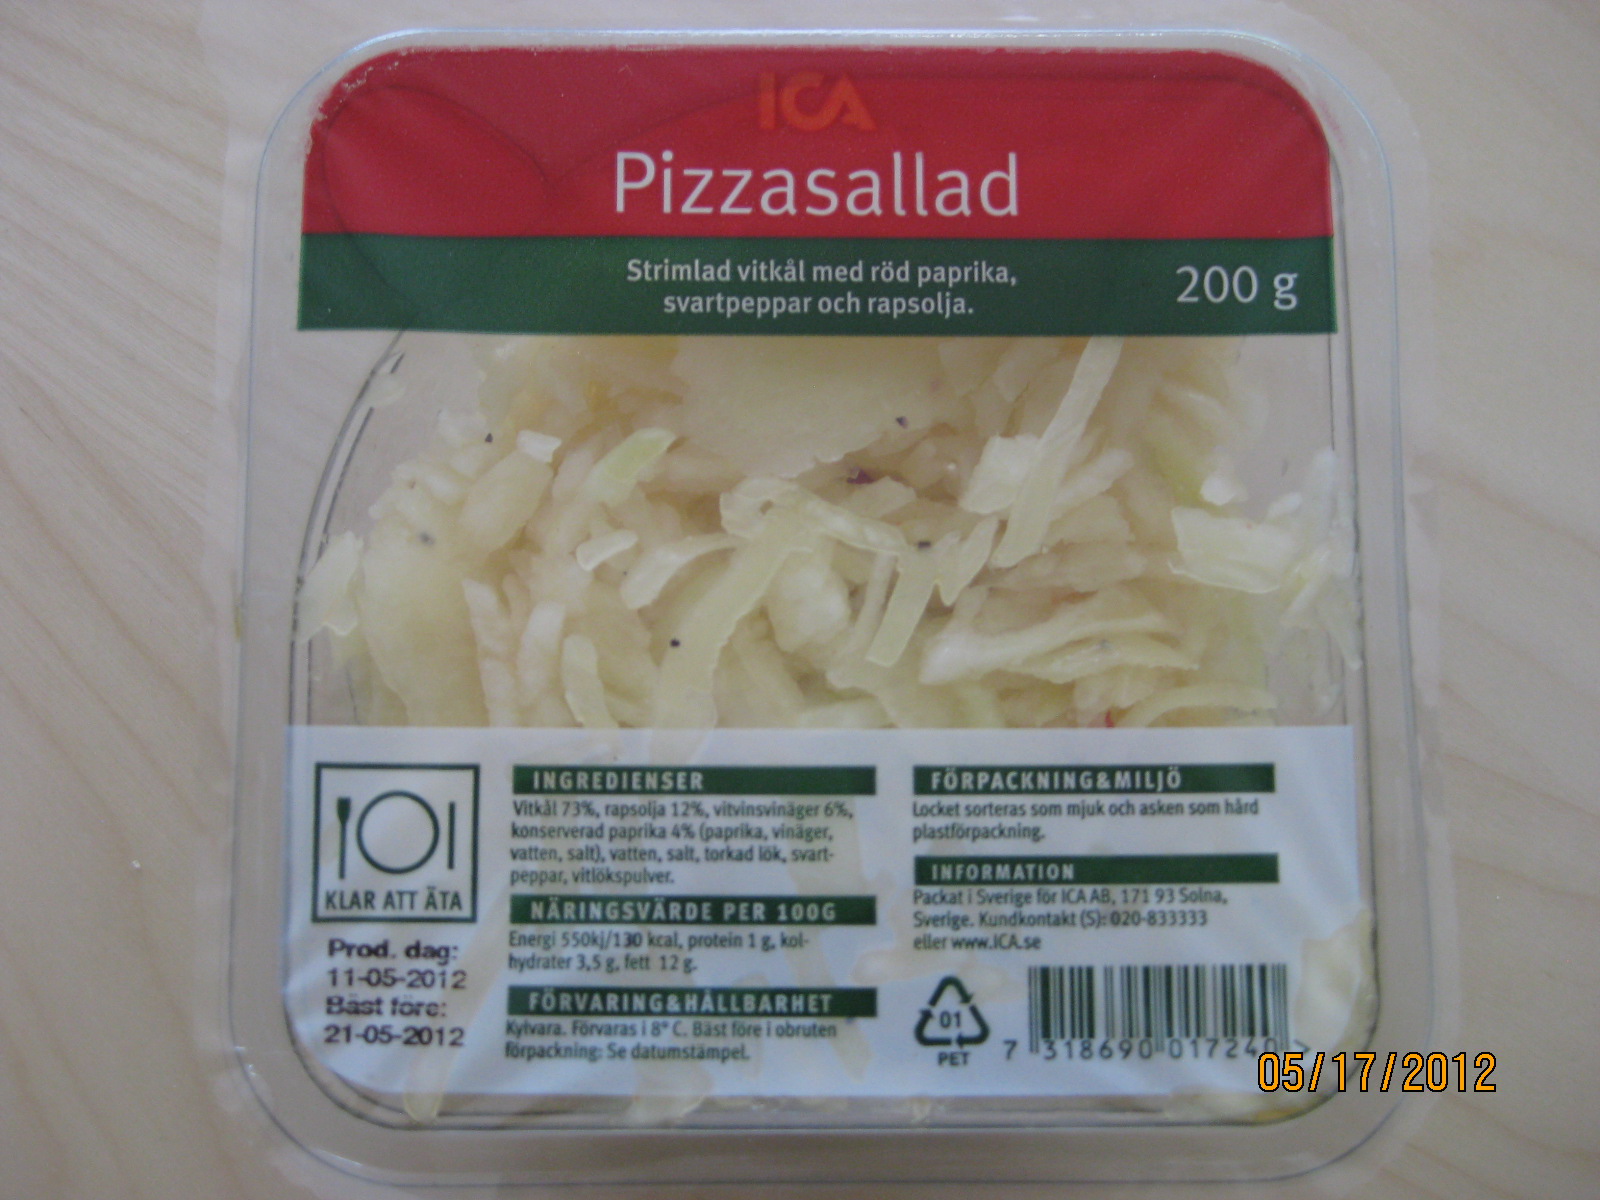 ICA
Pizzasallad
Strimlad vitkål med röd paprika,
svartpeppar och rapsolja.
200 g
KLAR ATT ÄTA
Prod. dag:
11-05-2012
Bäst före:
21-05-2012
INGREDIENSER
Vitkål 73%, rapsolja 12%, vitvinsvinäger 6%,
konserverad paprika 4% (paprika, vinäger,
vatten, salt), vatten, salt, torkad lök, svart-
peppar, vitlökspulver.
NÄRINGSVÄRDE PER 100G
Energi 550kj/130 kcal, protein 1 g, kol-
hydrater 3,5 g, fett 12 g.
FÖRVARING&HÅLLBARHET
Kylvara. Förvaras i 8° C. Bäst före i obruten
förpackning: Se datumstämpel.
FÖRPACKNING&MILJÖ
Locket sorteras som mjuk och asken som hård
plastförpackning.
INFORMATION
Packat i Sverige för ICA AB, 171 93 Solna,
Sverige. Kundkontakt (S): 020-833333
eller www.ICA.se
01
PET
7 318690 017240 >
05/17/2012